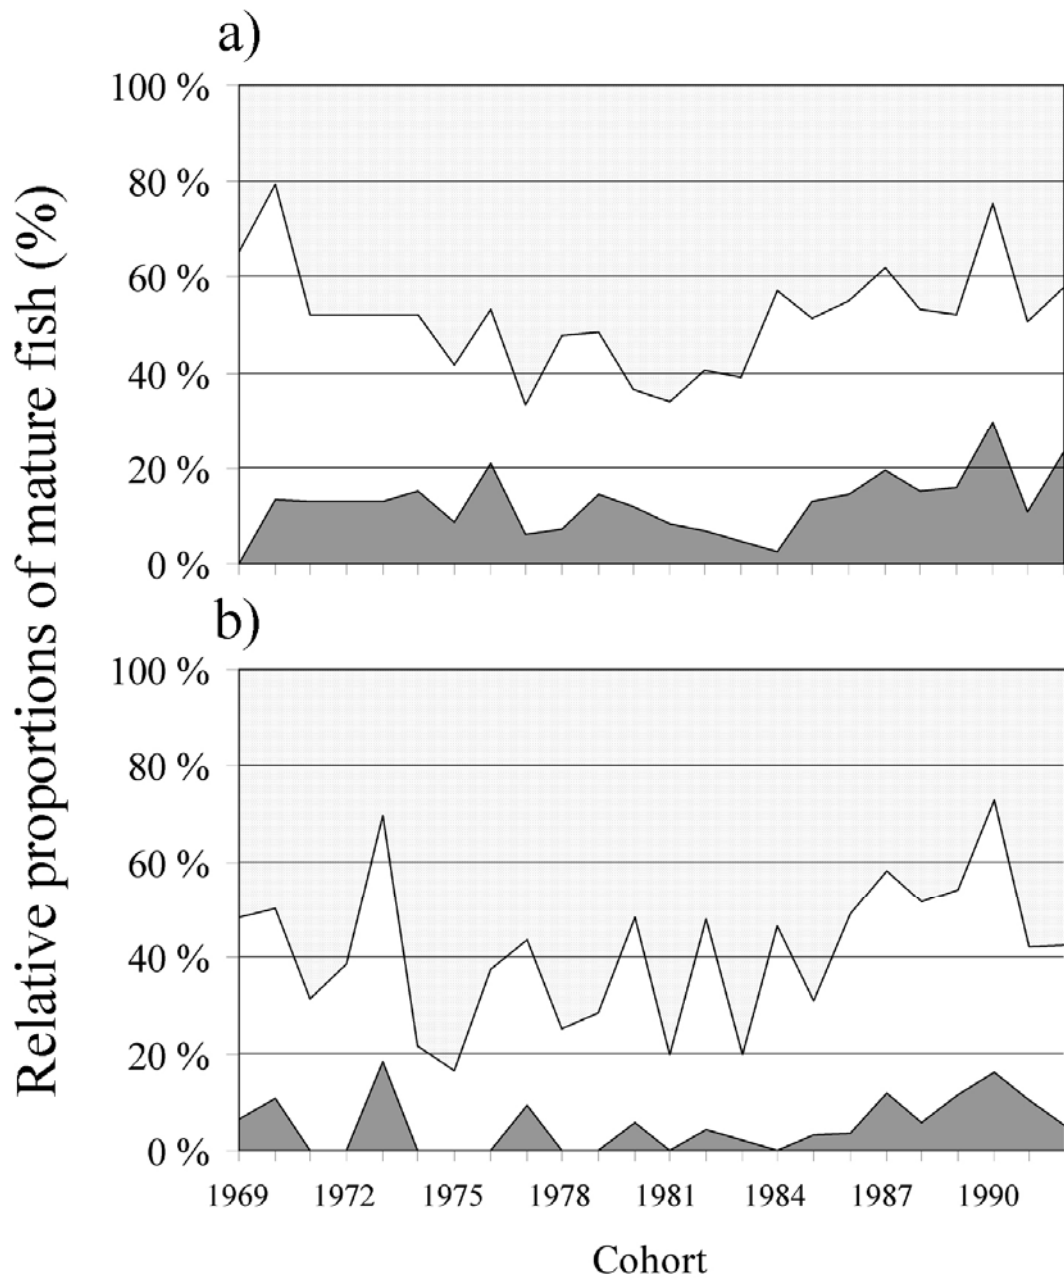 a)
100 %
80 %
60 %
40 %
20 %
0 %
b)
100 %
80 %
60 %
40 %
20 %
0 %
1969 1972 1975 1978 1981 1984 1987 1990
Cohort
Relative proportions of mature fish (%)